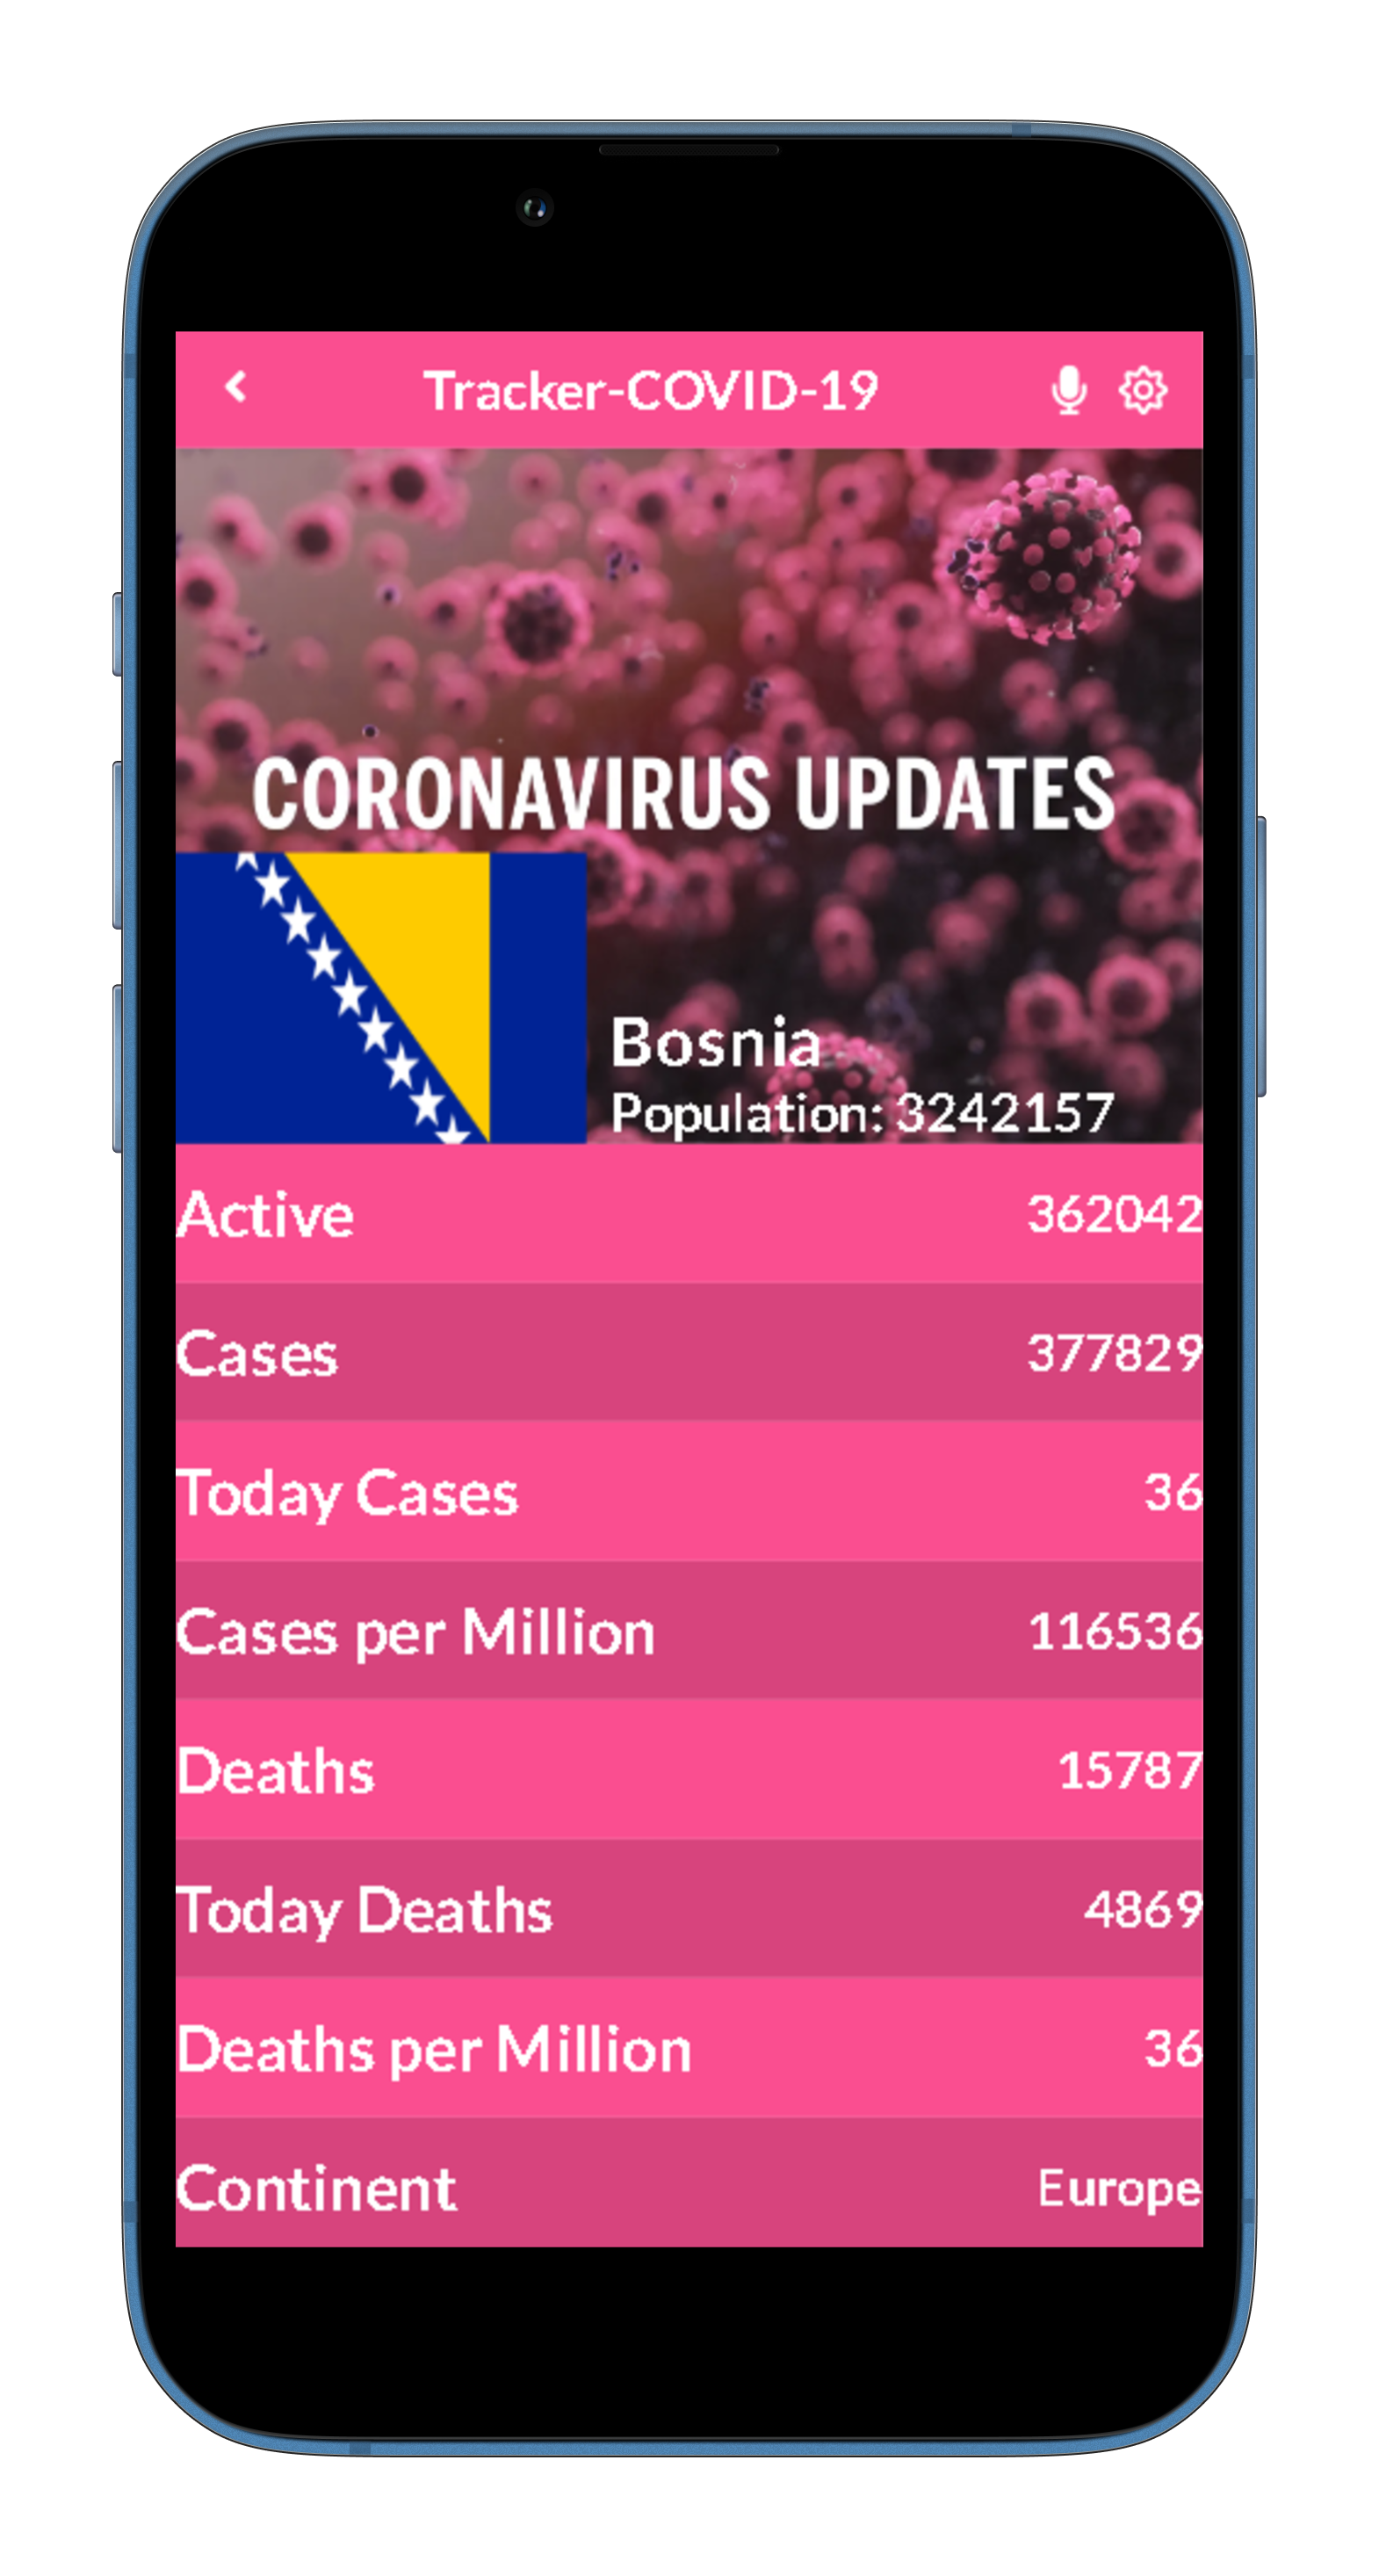 Tracker-COVID-19
CORONAVIRUS UPDATES
Bosnia
Population: 3242157
Active 362042
Cases 377829
Today Cases 36
Cases per Million 116536
Deaths 15787
Today Deaths 4869
Deaths per Million 36
Continent Europe